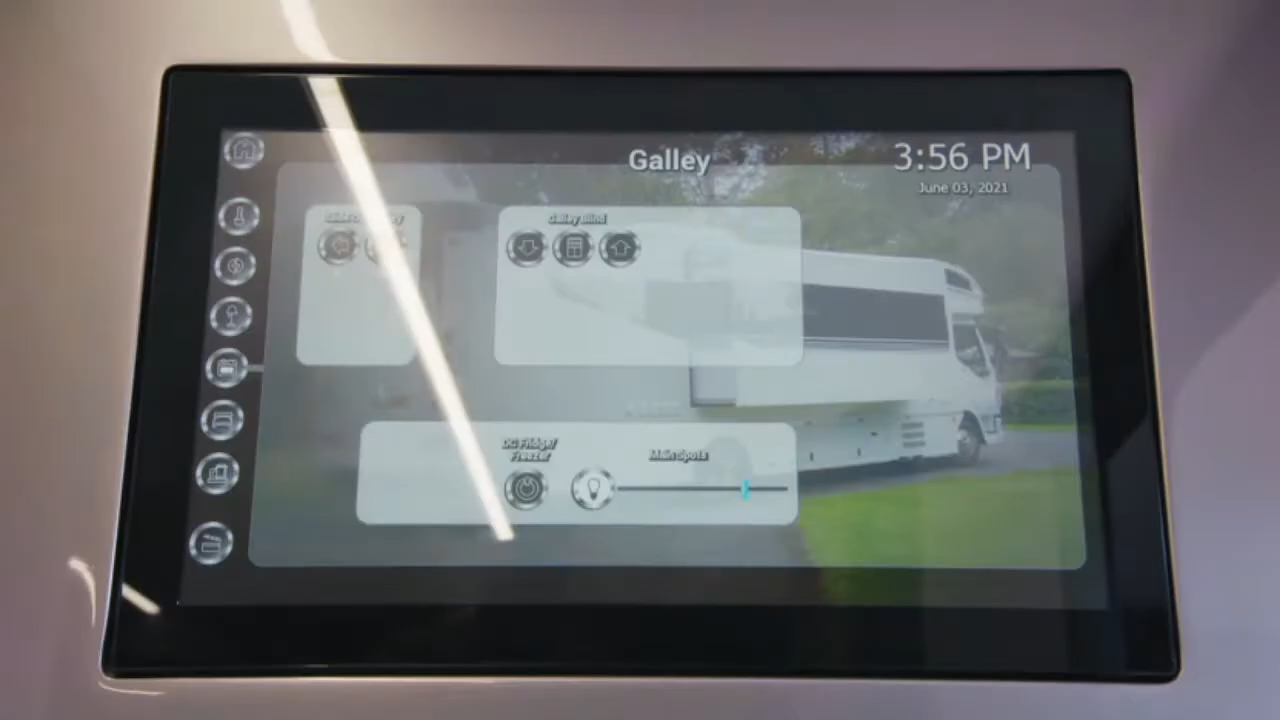 Galley
3:56 PM
June 03, 2021
Galley Blind
DC Fridge/
Freezer
Main Spots